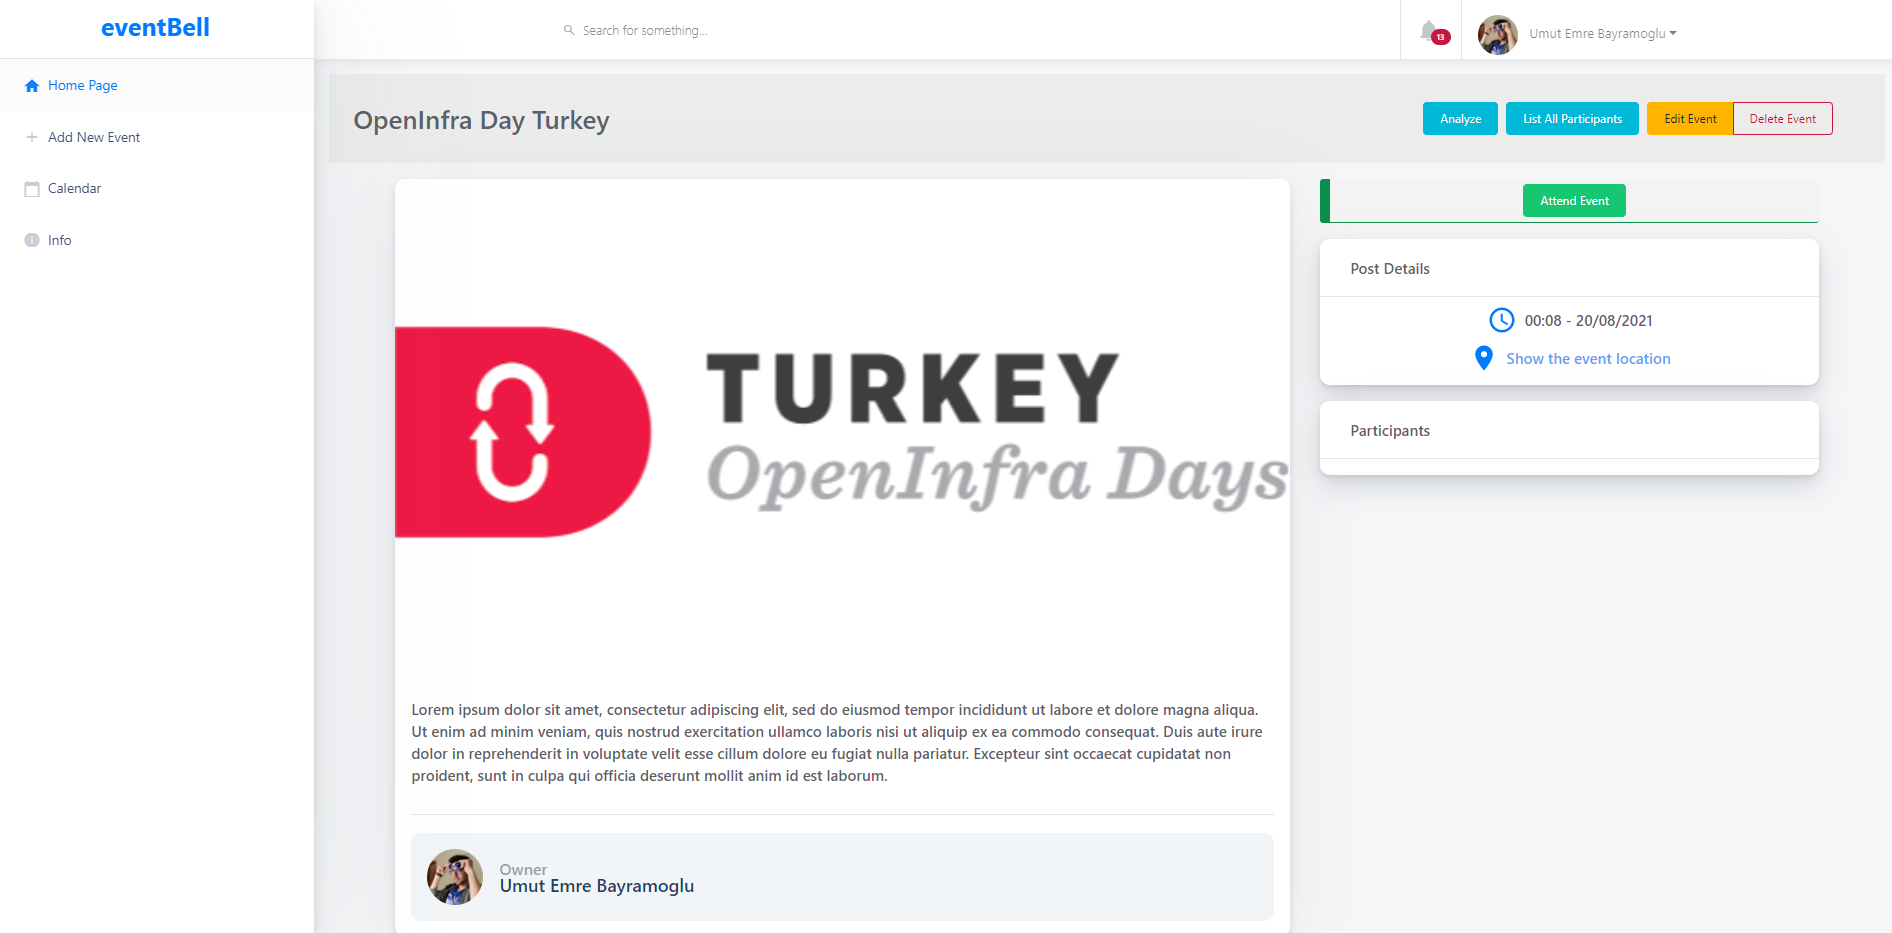 eventBell
Search for something...
13
Umut Emre Bayramoglu
Home Page
Add New Event
Calendar
Info
OpenInfra Day Turkey
Analyze
List All Participants
Edit Event
Delete Event
TURKEY
OpenInfra Days
Attend Event
Post Details
00:08 - 20/08/2021
Show the event location
Participants
Lorem ipsum dolor sit amet, consectetur adipiscing elit, sed do eiusmod tempor incididunt ut labore et dolore magna aliqua.
Ut enim ad minim veniam, quis nostrud exercitation ullamco laboris nisi ut aliquip ex ea commodo consequat. Duis aute irure
dolor in reprehenderit in voluptate velit esse cillum dolore eu fugiat nulla pariatur. Excepteur sint occaecat cupidatat non
proident, sunt in culpa qui officia deserunt mollit anim id est laborum.
Owner
Umut Emre Bayramoglu